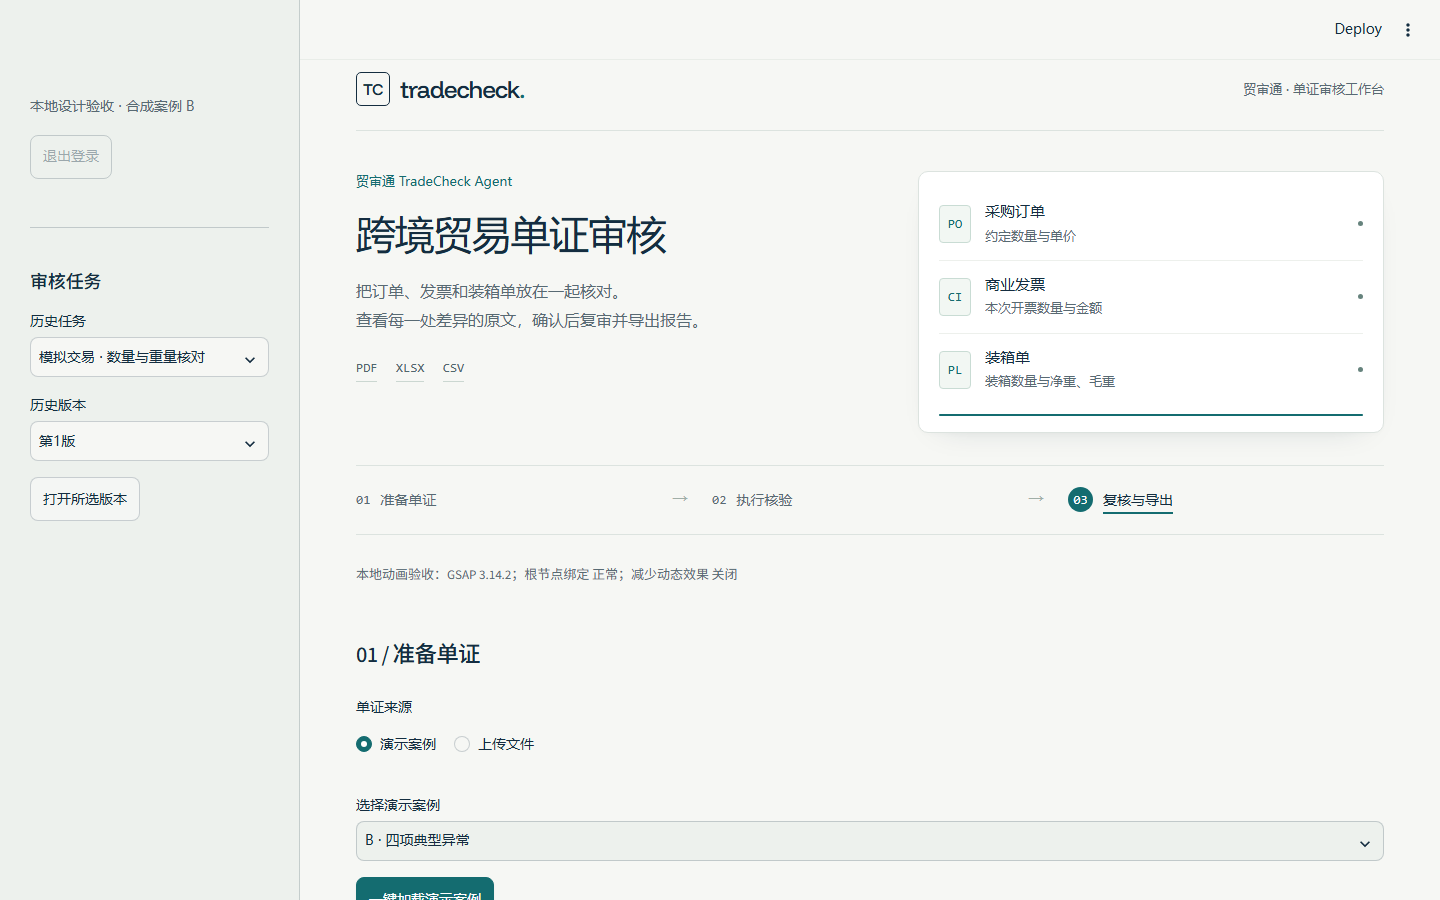 Deploy
本地设计验收 · 合成案例 B
退出登录
审核任务
历史任务
模拟交易 · 数量与重量核对
历史版本
第1版
打开所选版本
TC tradecheck.
贸审通 · 单证审核工作台
贸审通 TradeCheck Agent
跨境贸易单证审核
把订单、发票和装箱单放在一起核对。
查看每一处差异的原文，确认后复审并导出报告。
PDF XLSX CSV
PO 采购订单
约定数量与单价
CI 商业发票
本次开票数量与金额
PL 装箱单
装箱数量与净重、毛重
01 准备单证 → 02 执行核验 → 03 复核与导出
本地动画验收：GSAP 3.14.2；根节点绑定 正常；减少动态效果 关闭
01 / 准备单证
单证来源
演示案例 上传文件
选择演示案例
B · 四项典型异常
一键加载演示案例